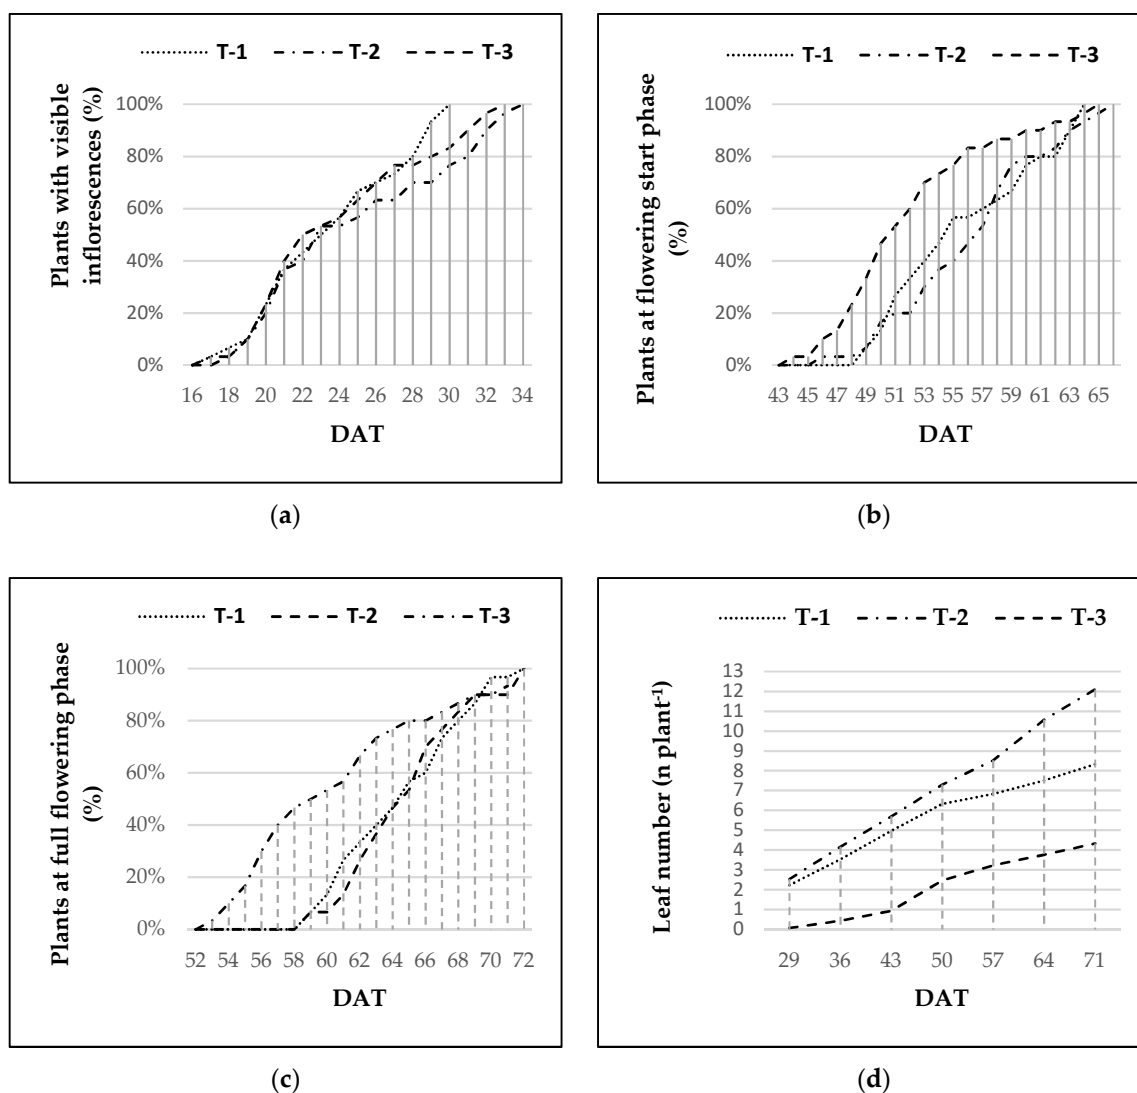 T-1 T-2 T-3
Plants with visible
inflorescences (%)
100%
80%
60%
40%
20%
0%
16 18 20 22 24 26 28 30 32 34
DAT
(a)
T-1 T-2 T-3
Plants at flowering start phase
(%)
100%
80%
60%
40%
20%
0%
43 45 47 49 51 53 55 57 59 61 63 65
DAT
(b)
T-1 T-2 T-3
Plants at full flowering phase
(%)
100%
80%
60%
40%
20%
0%
52 54 56 58 60 62 64 66 68 70 72
DAT
(c)
T-1 T-2 T-3
Leaf number (n plant⁻¹)
13
12
11
10
9
8
7
6
5
4
3
2
1
0
29 36 43 50 57 64 71
DAT
(d)